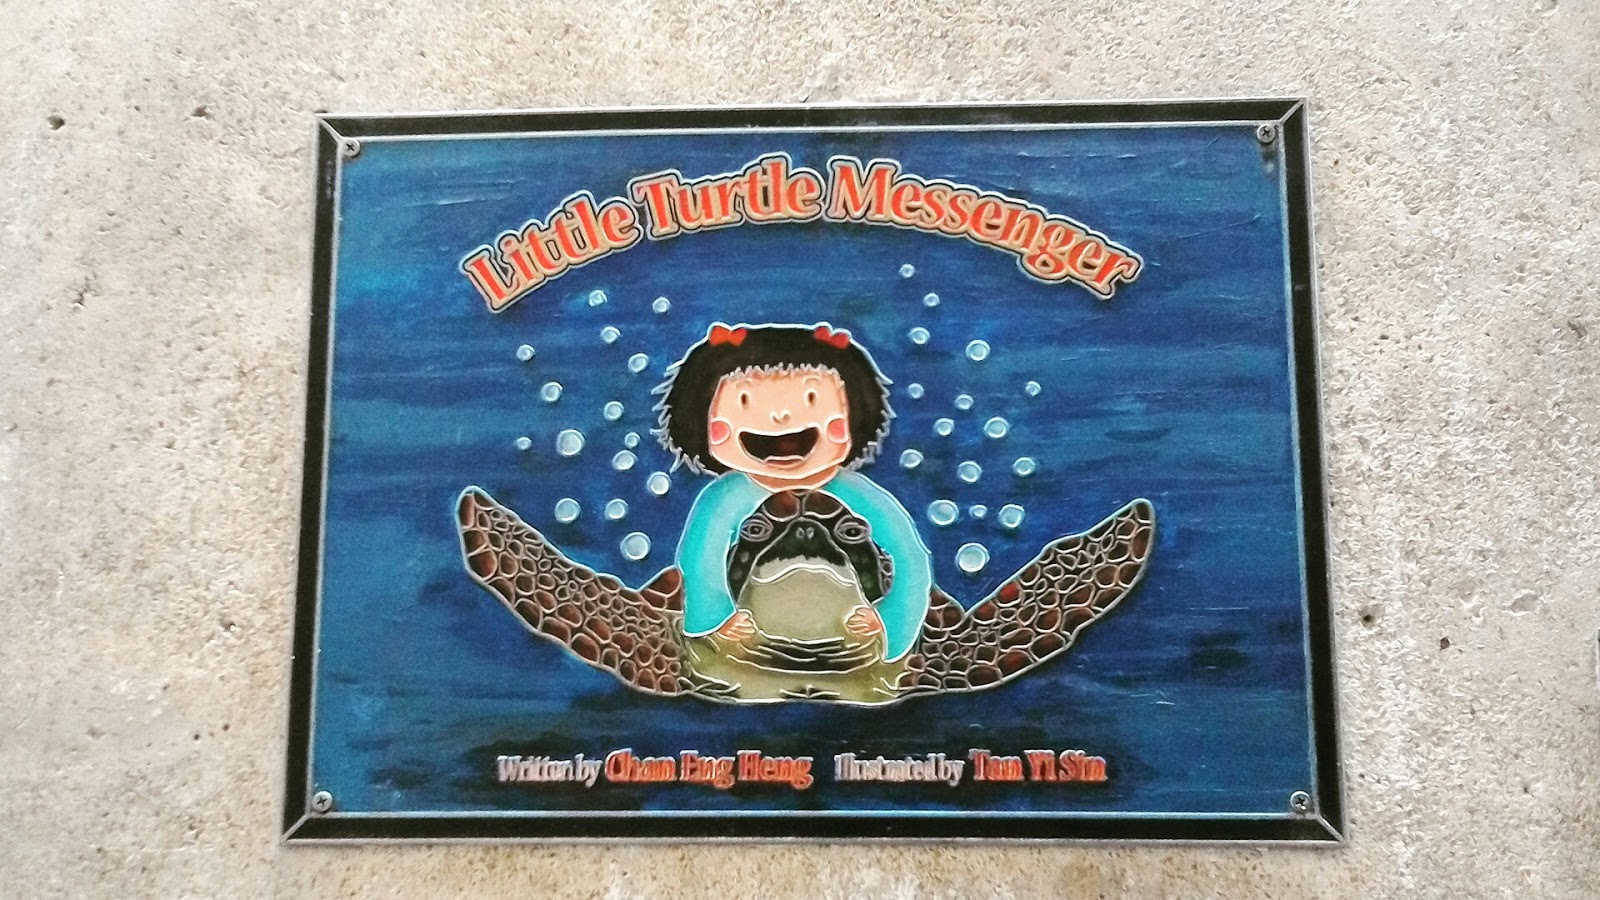 Little Turtle Messenger
Written by Chan Eng Heng Illustrated by Tan Yi Sin